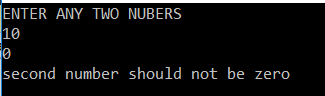 ENTER ANY TWO NUBERS
10
0
second number should not be zero